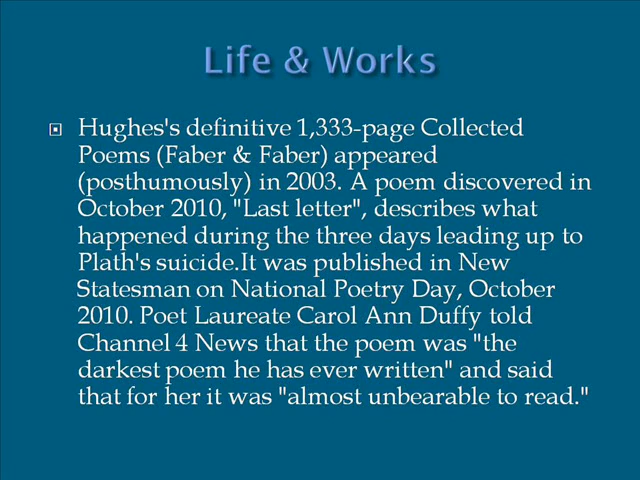 Life & Works
Hughes's definitive 1,333-page Collected
Poems (Faber & Faber) appeared
(posthumously) in 2003. A poem discovered in
October 2010, "Last letter", describes what
happened during the three days leading up to
Plath's suicide.It was published in New
Statesman on National Poetry Day, October
2010. Poet Laureate Carol Ann Duffy told
Channel 4 News that the poem was "the
darkest poem he has ever written" and said
that for her it was "almost unbearable to read."